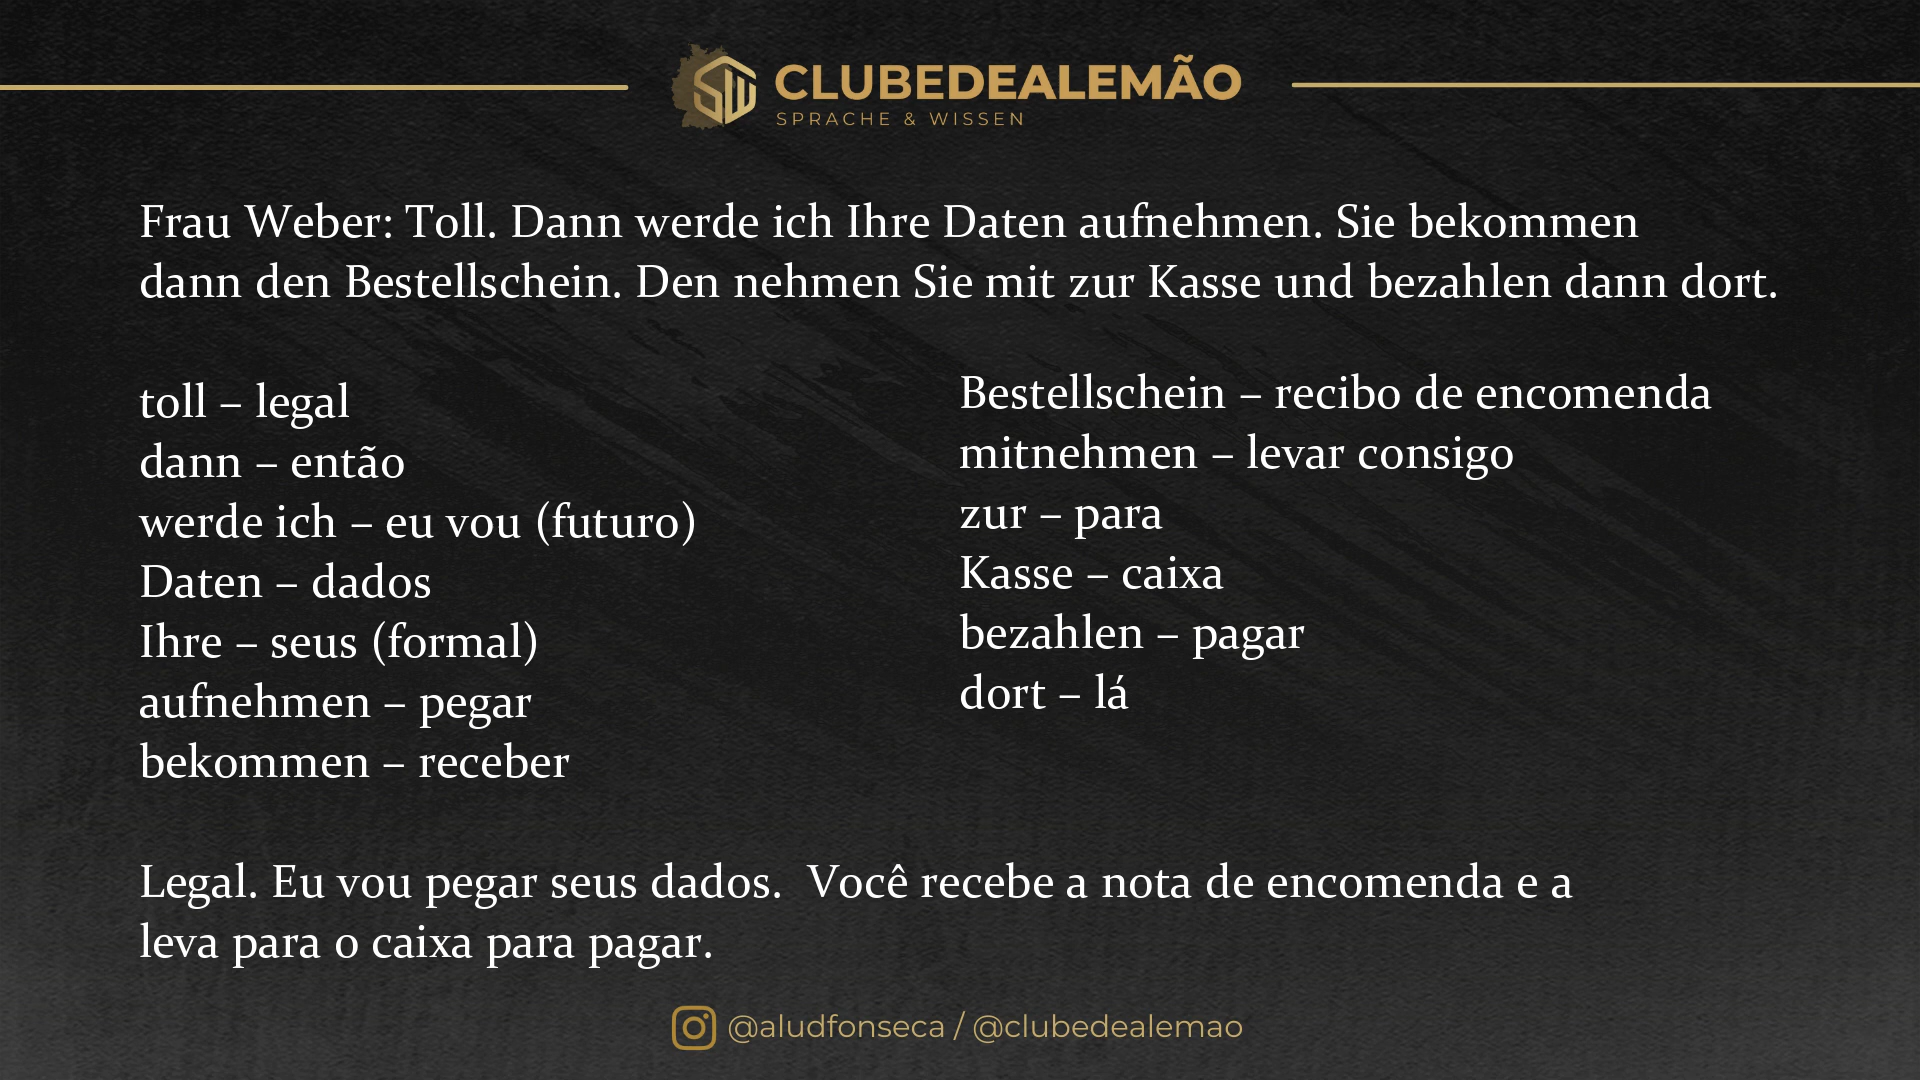 CLUBEDEALEMÃO
SPRACHE & WISSEN
Frau Weber: Toll. Dann werde ich Ihre Daten aufnehmen. Sie bekommen
dann den Bestellschein. Den nehmen Sie mit zur Kasse und bezahlen dann dort.
toll – legal
dann – então
werde ich – eu vou (futuro)
Daten – dados
Ihre – seus (formal)
aufnehmen – pegar
bekommen – receber
Bestellschein – recibo de encomenda
mitnehmen – levar consigo
zur – para
Kasse – caixa
bezahlen – pagar
dort – lá
Legal. Eu vou pegar seus dados.  Você recebe a nota de encomenda e a
leva para o caixa para pagar.
@aludfonseca / @clubedealemao